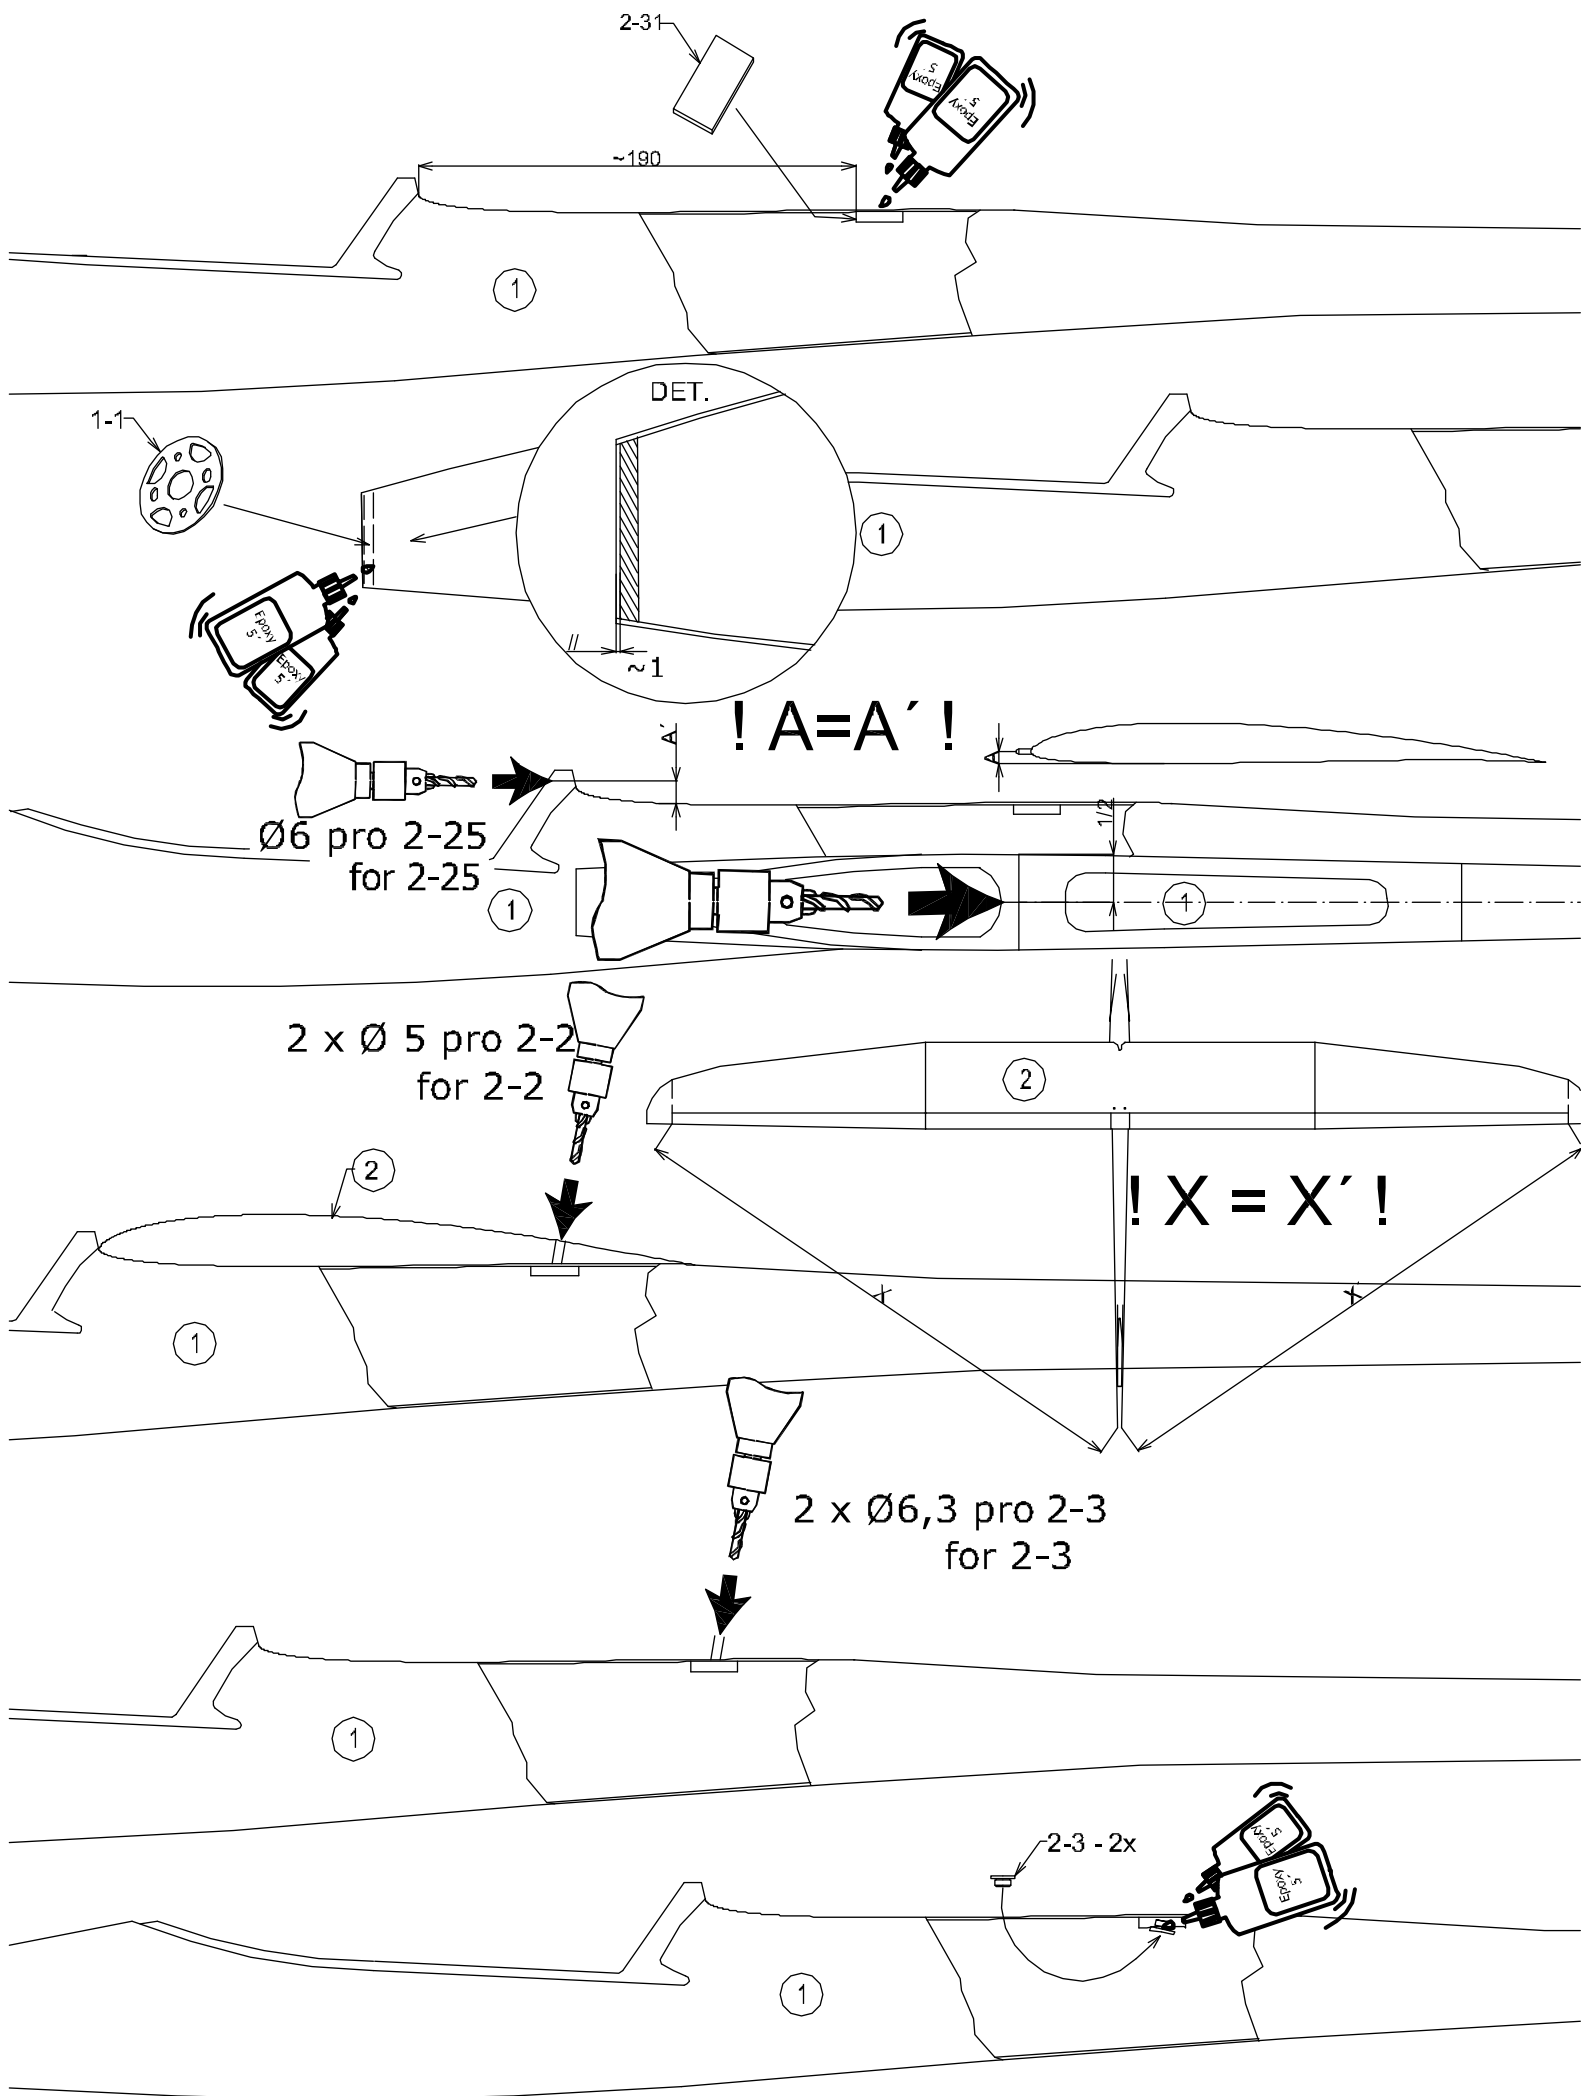 2-31
Epoxy
5´
Epoxy
5´
~190
1
DET.
1-1
1
Epoxy
5´
Epoxy
5´
//
~1
A´
! A=A´ !
A
Ø6 pro 2-25
for 2-25
1/2
1
1
2 x Ø 5 pro 2-2
for 2-2
2
2
! X = X´ !
X
X´
1
2 x Ø6,3 pro 2-3
for 2-3
1
2-3 - 2x
Epoxy
5´
Epoxy
5´
1